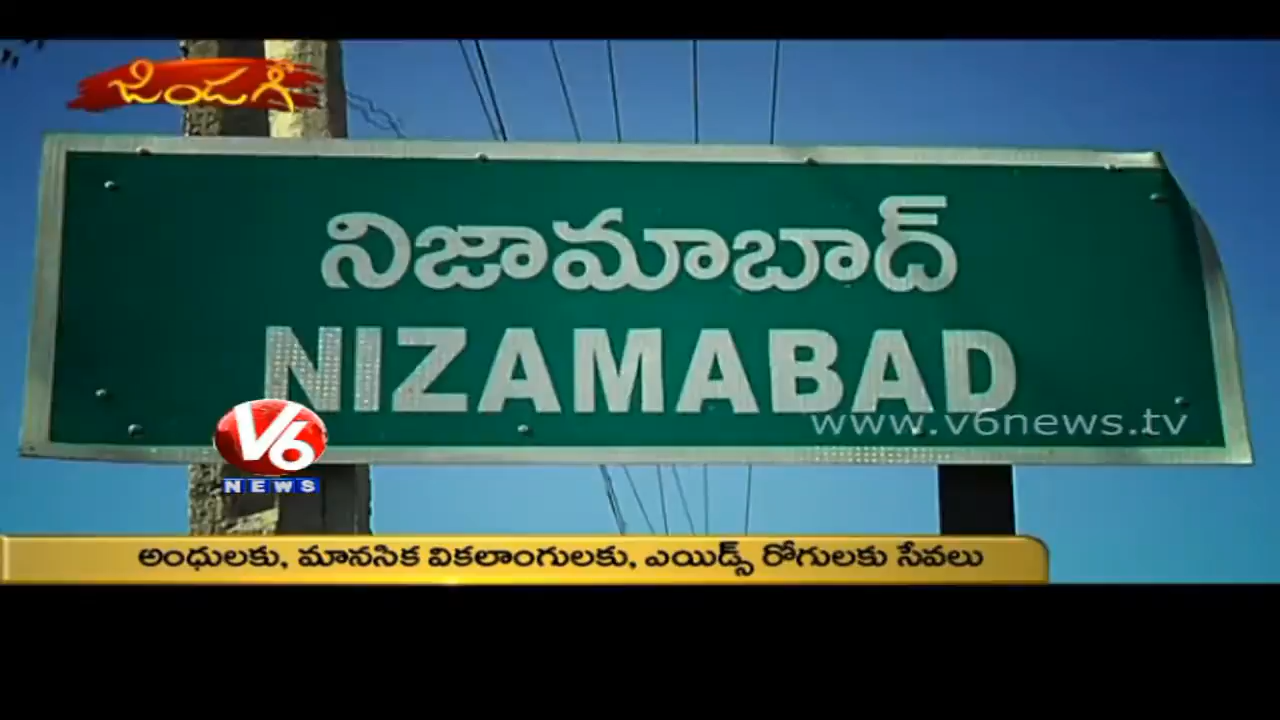 జిందగీ
నిజామాబాద్
NIZAMABAD
www.v6news.tv
V6
NEWS
అంధులకు, మానసిక వికలాంగులకు, ఎయిడ్స్ రోగులకు సేవలు